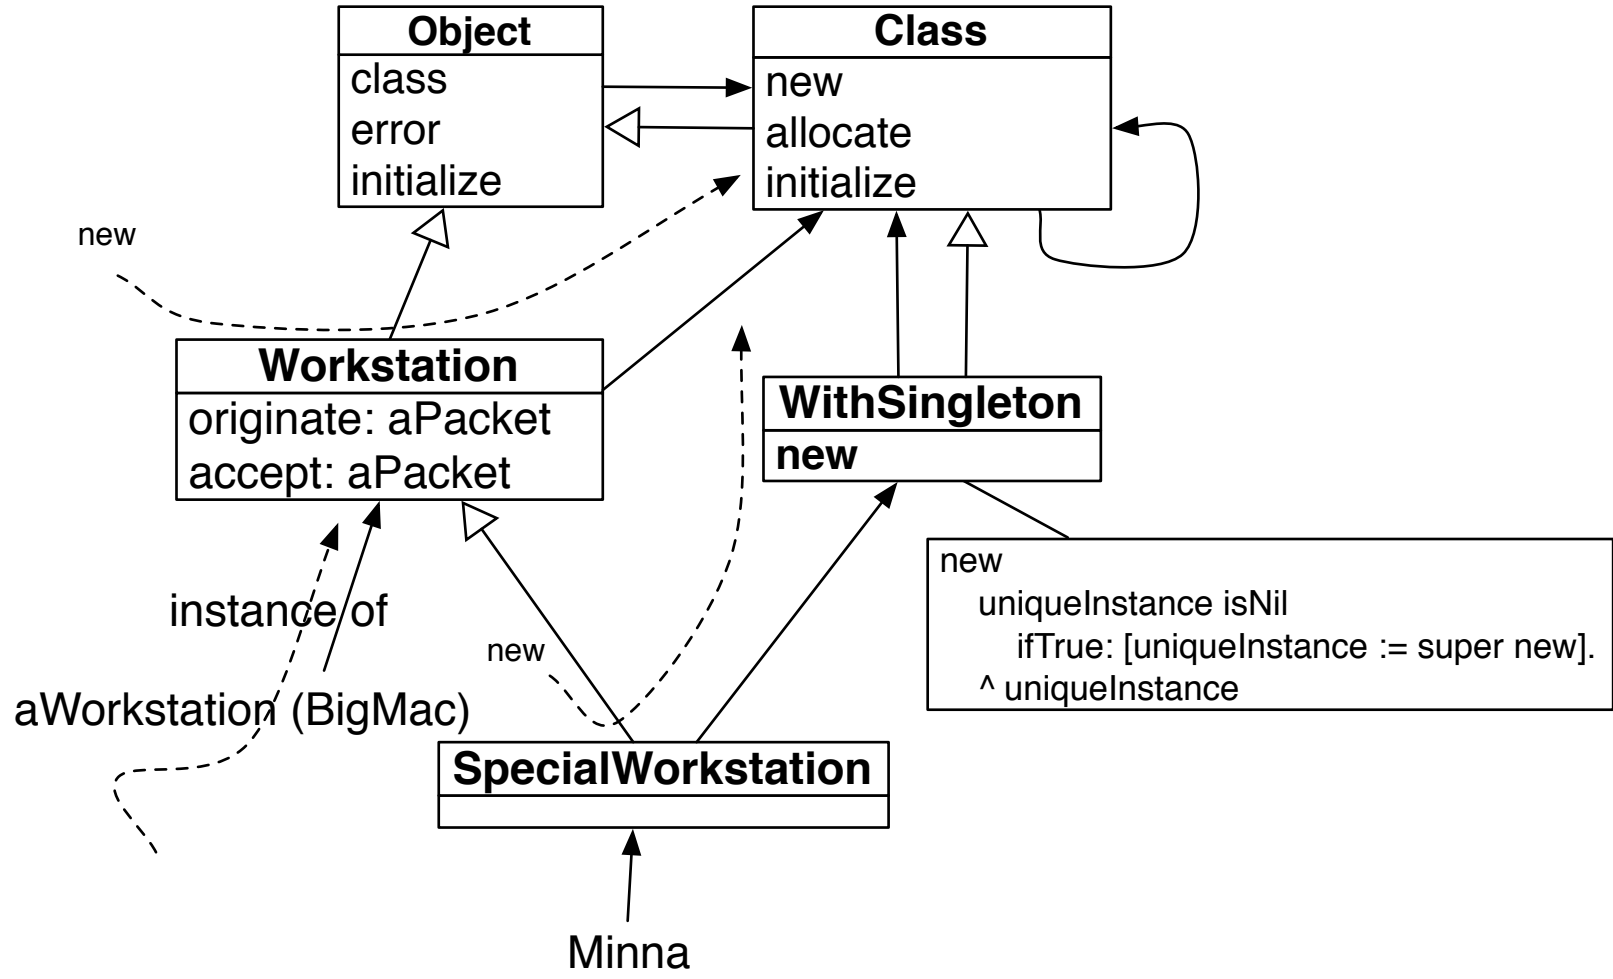 Object
class
error
initialize
Class
new
allocate
initialize
new
Workstation
originate: aPacket
accept: aPacket
WithSingleton
new
new
uniqueInstance isNil
ifTrue: [uniqueInstance := super new].
^ uniqueInstance
instance of
new
aWorkstation (BigMac)
SpecialWorkstation
Minna